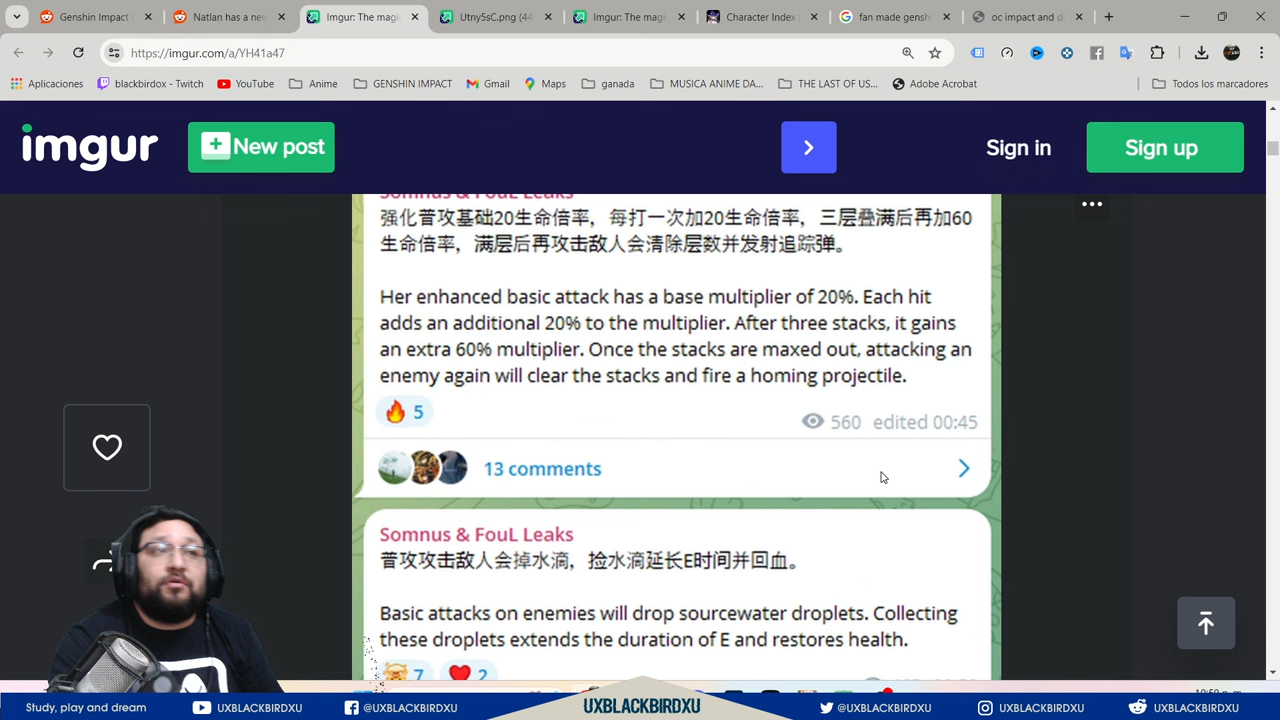 Genshin Impact
Natlan has a new
Imgur: The magi
Utny5sC.png (44
Imgur: The magi
Character Index
fan made gensh
oc impact and d
https://imgur.com/a/YH41a47
Aplicaciones
blackbirdox - Twitch
YouTube
Anime
GENSHIN IMPACT
Gmail
Maps
ganada
MUSICA ANIME DA...
THE LAST OF US...
Adobe Acrobat
Todos los marcadores
imgur
New post
Sign in
Sign up
Somnus & FouL Leaks
强化普攻基础20生命倍率，每打一次加20生命倍率，三层叠满后再加60
生命倍率，满层后再攻击敌人会清除层数并发射追踪弹。
Her enhanced basic attack has a base multiplier of 20%. Each hit
adds an additional 20% to the multiplier. After three stacks, it gains
an extra 60% multiplier. Once the stacks are maxed out, attacking an
enemy again will clear the stacks and fire a homing projectile.
5
560 edited 00:45
13 comments
Somnus & FouL Leaks
普攻攻击敌人会掉水滴，捡水滴延长E时间并回血。
Basic attacks on enemies will drop sourcewater droplets. Collecting
these droplets extends the duration of E and restores health.
7
2
Study, play and dream
UXBLACKBIRDXU
@UXBLACKBIRDXU
UXBLACKBIRDXU
@UXBLACKBIRDXU
UXBLACKBIRDXU
UXBLACKBIRDXU